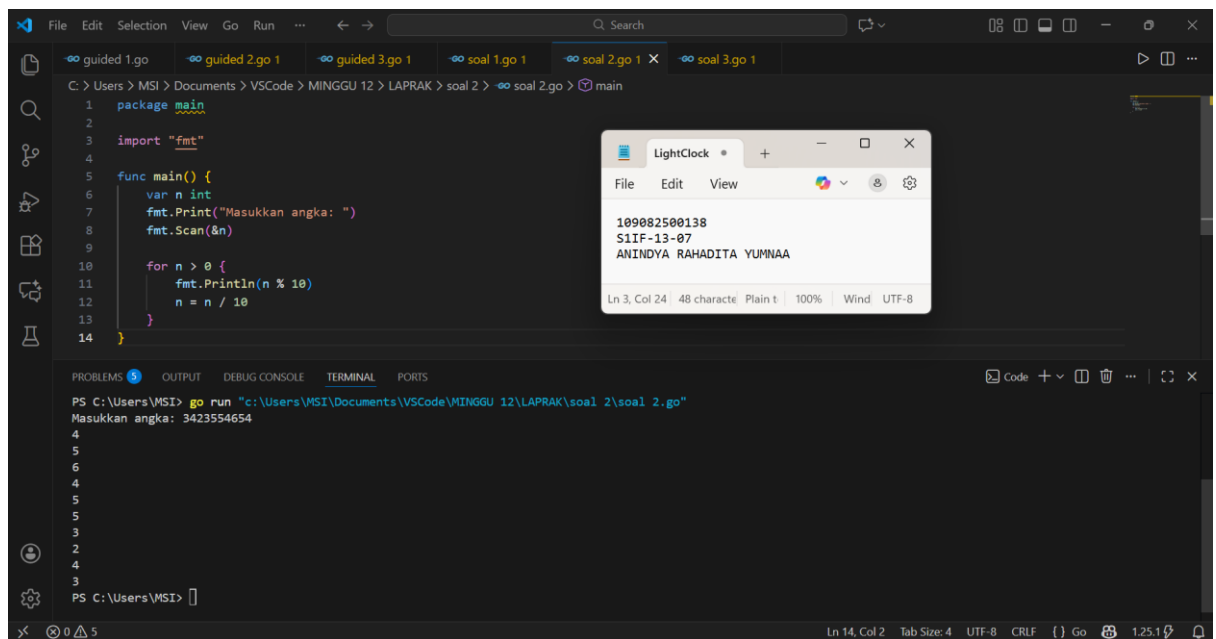 File Edit Selection View Go Run ··· Search
guided 1.go guided 2.go 1 guided 3.go 1 soal 1.go 1 soal 2.go 1 soal 3.go 1
C: > Users > MSI > Documents > VSCode > MINGGU 12 > LAPRAK > soal 2 > soal 2.go > main
1 package main
2
3 import "fmt"
4
5 func main() {
6 var n int
7 fmt.Print("Masukkan angka: ")
8 fmt.Scan(&n)
9
10 for n > 0 {
11 fmt.Println(n % 10)
12 n = n / 10
13 }
14 }
LightClock
File Edit View
109082500138
S1IF-13-07
ANINDYA RAHADITA YUMNAA
Ln 3, Col 24 48 characte Plain t 100% Wind UTF-8
PROBLEMS 5 OUTPUT DEBUG CONSOLE TERMINAL PORTS Code
PS C:\Users\MSI> go run "c:\Users\MSI\Documents\VSCode\MINGGU 12\LAPRAK\soal 2\soal 2.go"
Masukkan angka: 3423554654
4
5
6
4
5
5
3
2
4
3
PS C:\Users\MSI>
0 5 Ln 14, Col 2 Tab Size: 4 UTF-8 CRLF { } Go 1.25.1